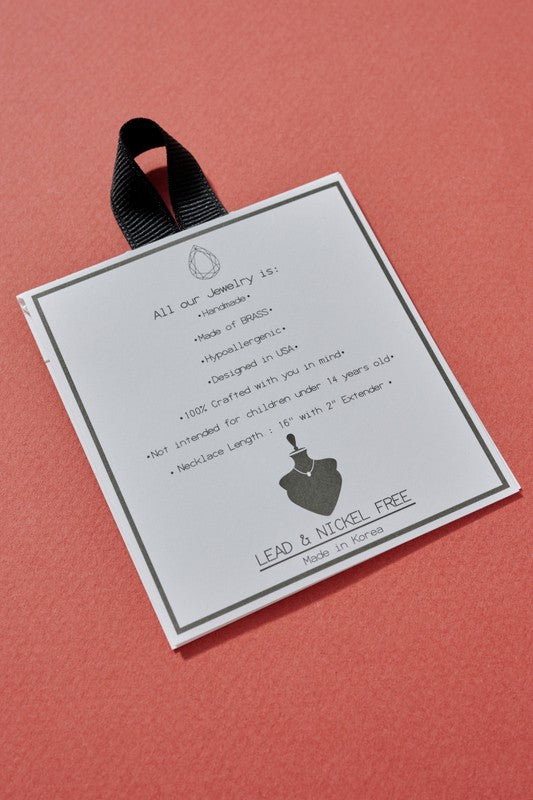 All our Jewelry is:
•Handmade•
•Made of BRASS•
•Hypoallergenic•
•Designed in USA•
•100% Crafted with you in mind•
•Not intended for children under 14 years old•
• Necklace Length : 16" with 2" Extender •
LEAD & NICKEL FREE
Made in Korea